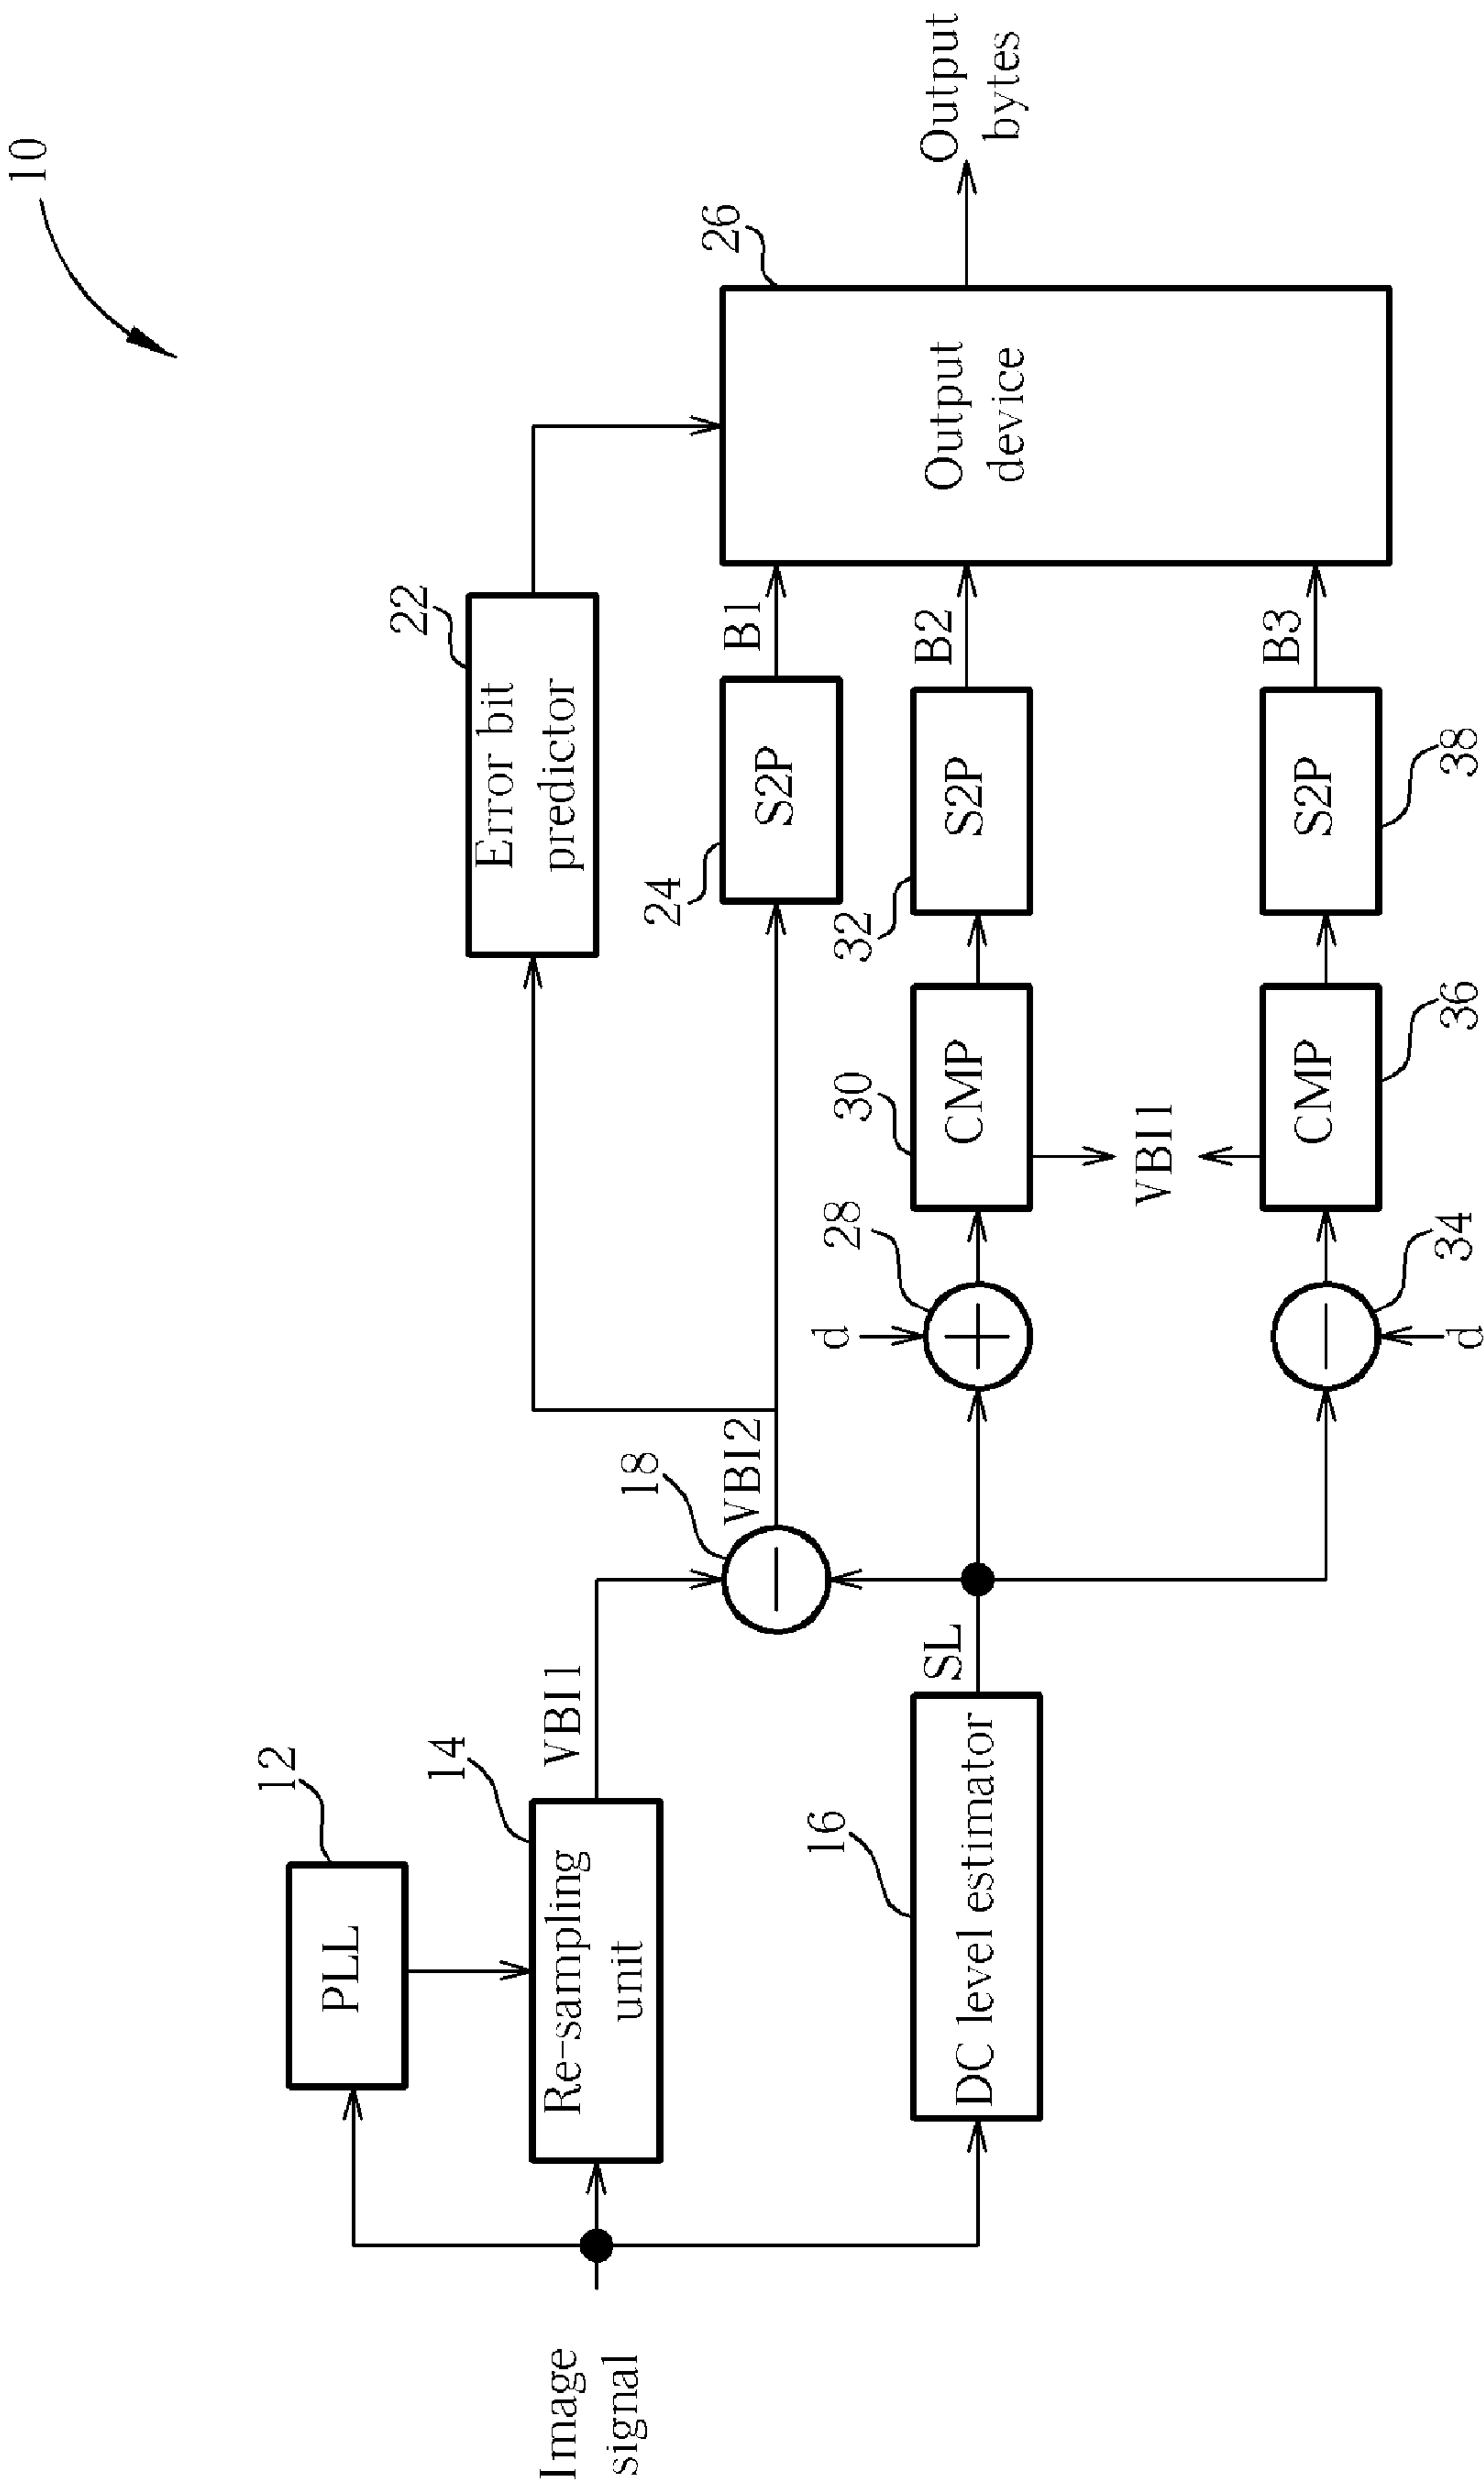 10
Image
signal
12
PLL
14
Re-sampling
unit
VBI1
16
DC level estimator
SL
18
VBI2
22
Error bit
predictor
24
S2P
B1
d
28
30
CMP
32
S2P
B2
VBI1
d
34
36
CMP
38
S2P
B3
26
Output
device
Output
bytes